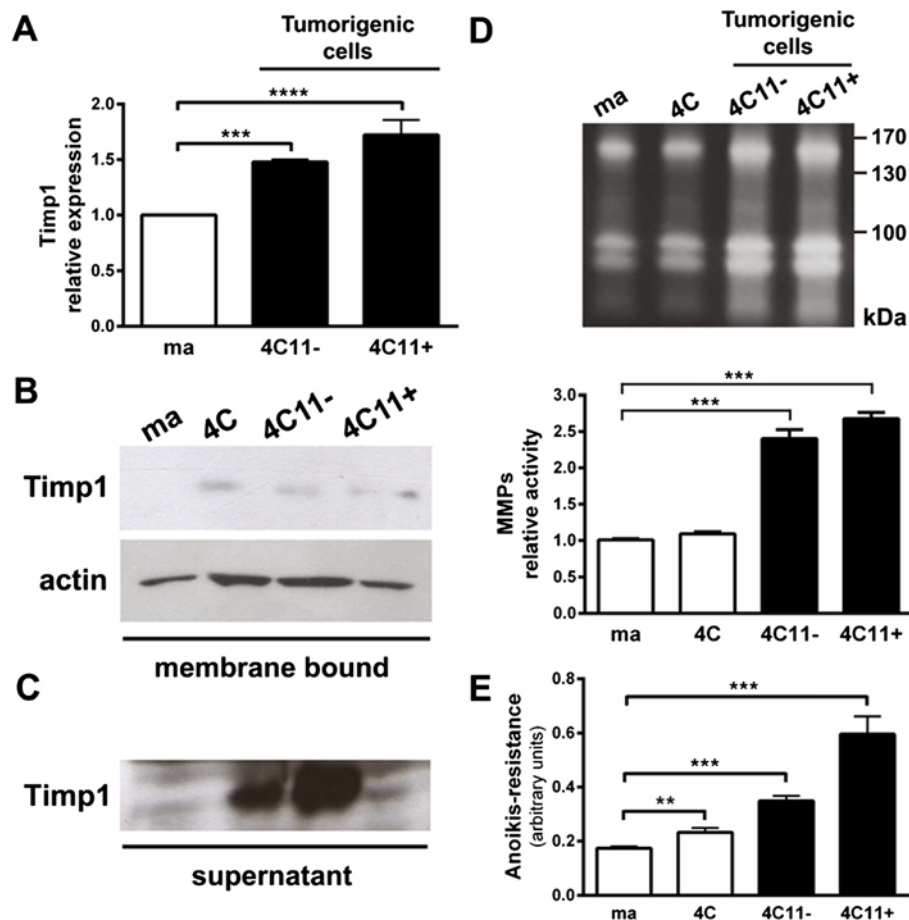 A
Tumorigenic
cells
****
***
2.0
1.5
1.0
0.5
0.0
Timp1
relative expression
ma 4C11- 4C11+
B
ma 4C 4C11- 4C11+
Timp1
actin
membrane bound
C
Timp1
supernatant
D
Tumorigenic
cells
ma 4C 4C11- 4C11+
170
130
100
kDa
***
***
3.0
2.5
2.0
1.5
1.0
0.5
0.0
MMPs
relative activity
ma 4C 4C11- 4C11+
E
***
***
**
0.8
0.6
0.4
0.2
0.0
Anoikis-resistance
(arbitrary units)
ma 4C 4C11- 4C11+